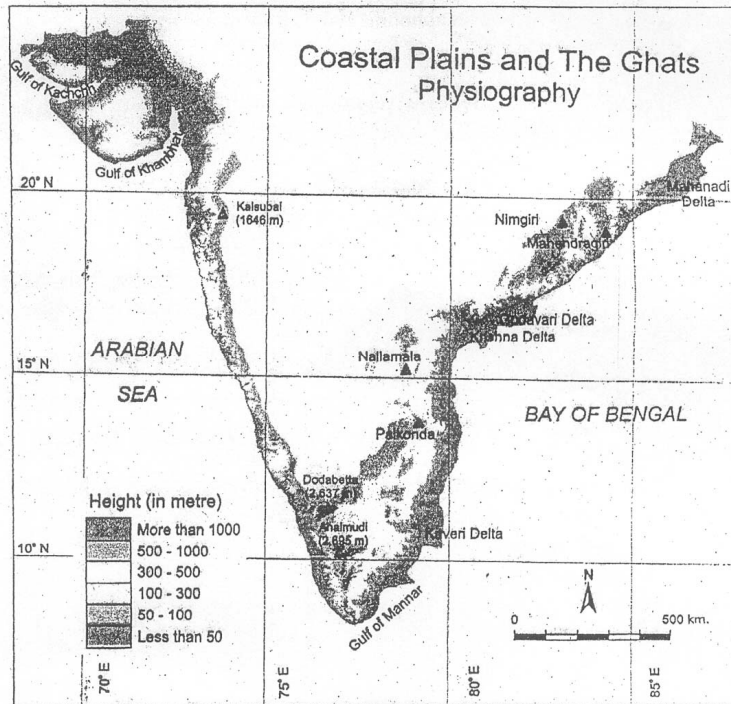 Coastal Plains and The Ghats
Physiography
Gulf of Kachchh
Gulf of Khambhat
20° N
Kalsubai
(1646 m)
Nimgiri
Mahanadi
Delta
Mahendragiri
Godavari Delta
Krishna Delta
ARABIAN
SEA
Nallamala
15° N
BAY OF BENGAL
Palkonda
Dodabetta
(2,637 m)
Height (in metre)
More than 1000
500 - 1000
300 - 500
100 - 300
50 - 100
Less than 50
Anaimudi
(2,695 m)
Kaveri Delta
10° N
Gulf of Mannar
N
0 500 km.
70° E
75° E
80° E
85° E